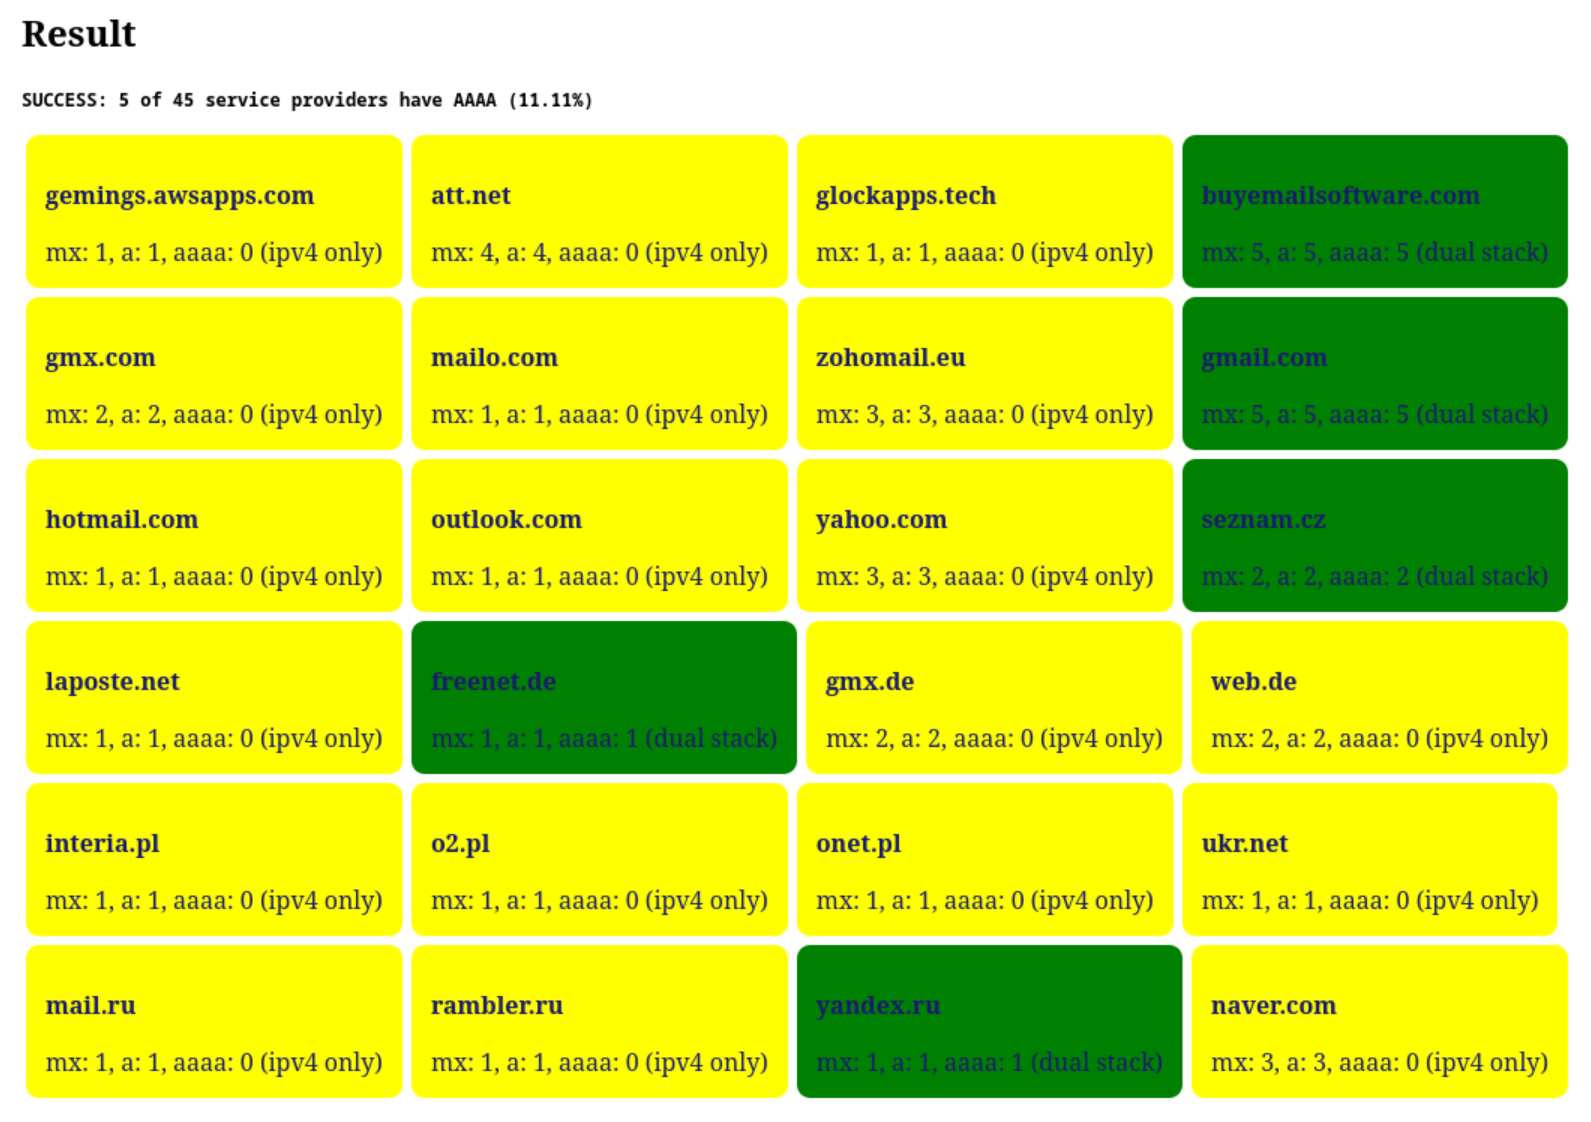 Result
SUCCESS: 5 of 45 service providers have AAAA (11.11%)
gemings.awsapps.com
mx: 1, a: 1, aaaa: 0 (ipv4 only)
att.net
mx: 4, a: 4, aaaa: 0 (ipv4 only)
glockapps.tech
mx: 1, a: 1, aaaa: 0 (ipv4 only)
buyemailsoftware.com
mx: 5, a: 5, aaaa: 5 (dual stack)
gmx.com
mx: 2, a: 2, aaaa: 0 (ipv4 only)
mailo.com
mx: 1, a: 1, aaaa: 0 (ipv4 only)
zohomail.eu
mx: 3, a: 3, aaaa: 0 (ipv4 only)
gmail.com
mx: 5, a: 5, aaaa: 5 (dual stack)
hotmail.com
mx: 1, a: 1, aaaa: 0 (ipv4 only)
outlook.com
mx: 1, a: 1, aaaa: 0 (ipv4 only)
yahoo.com
mx: 3, a: 3, aaaa: 0 (ipv4 only)
seznam.cz
mx: 2, a: 2, aaaa: 2 (dual stack)
laposte.net
mx: 1, a: 1, aaaa: 0 (ipv4 only)
freenet.de
mx: 1, a: 1, aaaa: 1 (dual stack)
gmx.de
mx: 2, a: 2, aaaa: 0 (ipv4 only)
web.de
mx: 2, a: 2, aaaa: 0 (ipv4 only)
interia.pl
mx: 1, a: 1, aaaa: 0 (ipv4 only)
o2.pl
mx: 1, a: 1, aaaa: 0 (ipv4 only)
onet.pl
mx: 1, a: 1, aaaa: 0 (ipv4 only)
ukr.net
mx: 1, a: 1, aaaa: 0 (ipv4 only)
mail.ru
mx: 1, a: 1, aaaa: 0 (ipv4 only)
rambler.ru
mx: 1, a: 1, aaaa: 0 (ipv4 only)
yandex.ru
mx: 1, a: 1, aaaa: 1 (dual stack)
naver.com
mx: 3, a: 3, aaaa: 0 (ipv4 only)